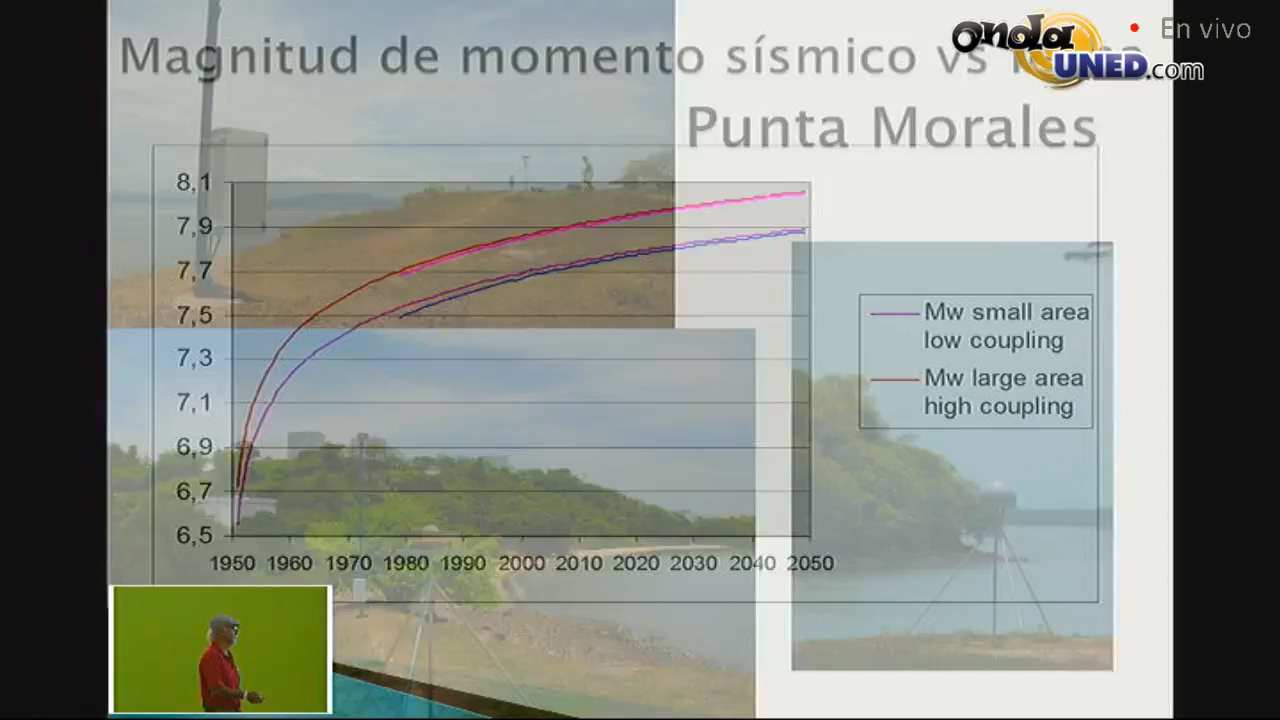 Magnitud de momento sísmico vs
onda
UNED.com
En vivo
Punta Morales
8,1
7,9
7,7
7,5
7,3
7,1
6,9
6,7
6,5
1950 1960 1970 1980 1990 2000 2010 2020 2030 2040 2050
Mw small area
low coupling
Mw large area
high coupling